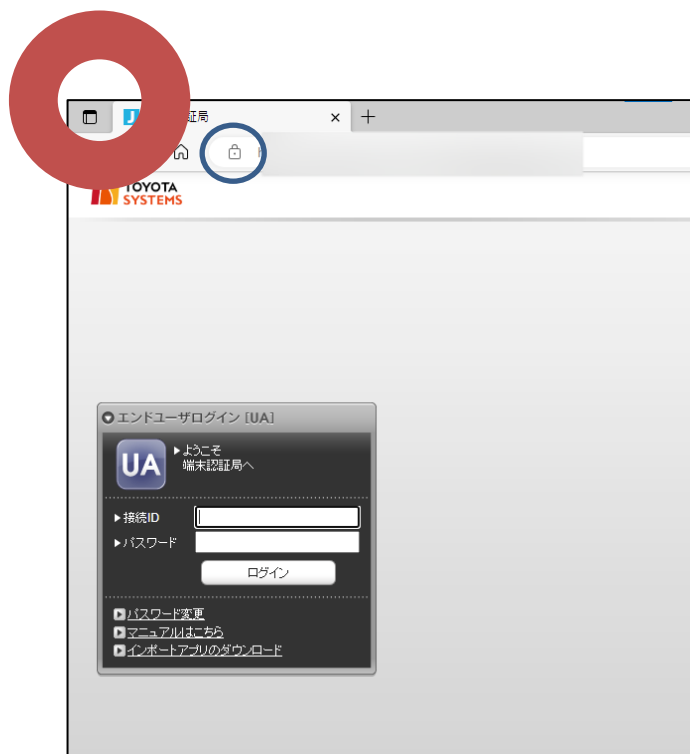 証局
TOYOTA
SYSTEMS
エンドユーザログイン [UA]
UA
ようこそ
端末認証局へ
接続ID
パスワード
ログイン
パスワード変更
マニュアルはこちら
インポートアプリのダウンロード